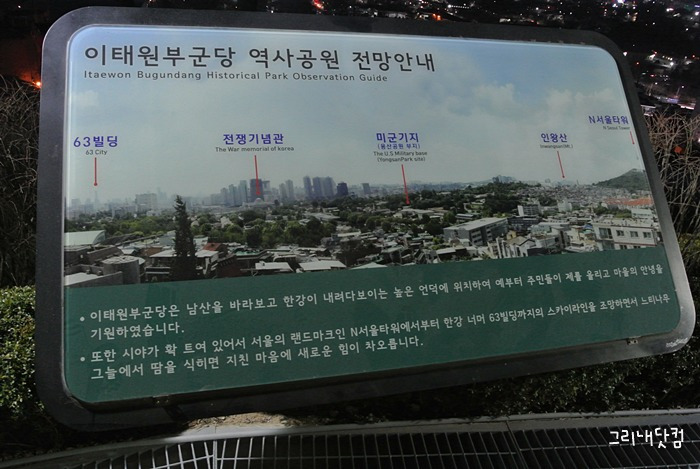 이태원부군당 역사공원 전망안내
Itaewon Bugundang Historical Park Observation Guide
63빌딩
63 City
전쟁기념관
The War memorial of korea
미군기지
(용산공원 부지)
The U.S Military base
(YongsanPark site)
인왕산
(Inwangsan)Mt.
N서울타워
N Seoul Tower
• 이태원부군당은 남산을 바라보고 한강이 내려다보이는 높은 언덕에 위치하여 예부터 주민들이 제를 올리고 마을의 안녕을
기원하였습니다.
• 또한 시야가 확 트여 있어서 서울의 랜드마크인 N서울타워에서부터 한강 너머 63빌딩까지의 스카이라인을 조망하면서 느티나무
그늘에서 땀을 식히면 지친 마음에 새로운 힘이 차오릅니다.
그리내닷컴